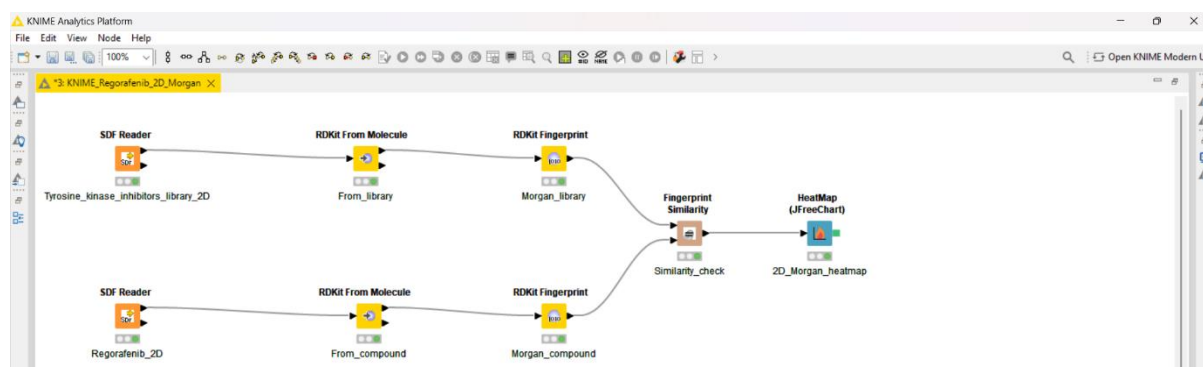 KNIME Analytics Platform
File Edit View Node Help
100%
Open KNIME Modern U
*3: KNIME_Regorafenib_2D_Morgan
SDF Reader RDKit From Molecule RDKit Fingerprint
SDF
Tyrosine_kinase_inhibitors_library_2D From_library Morgan_library
Fingerprint Similarity
HeatMap (JFreeChart)
Similarity_check 2D_Morgan_heatmap
SDF Reader RDKit From Molecule RDKit Fingerprint
SDF
Regorafenib_2D From_compound Morgan_compound